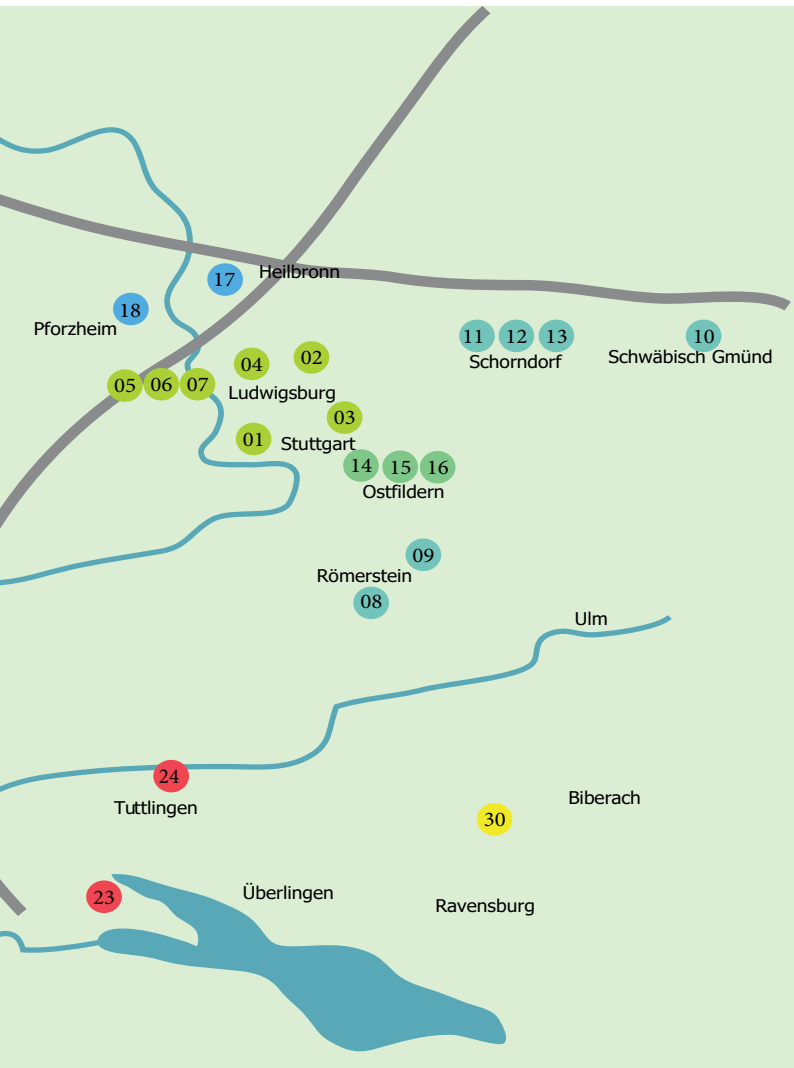 Heilbronn
17
18
Pforzheim
11 12 13
10
Schorndorf
Schwäbisch Gmünd
02
04
05 06 07
Ludwigsburg
03
01
Stuttgart
14 15 16
Ostfildern
09
Römerstein
08
Ulm
24
Tuttlingen
Biberach
30
23
Überlingen
Ravensburg